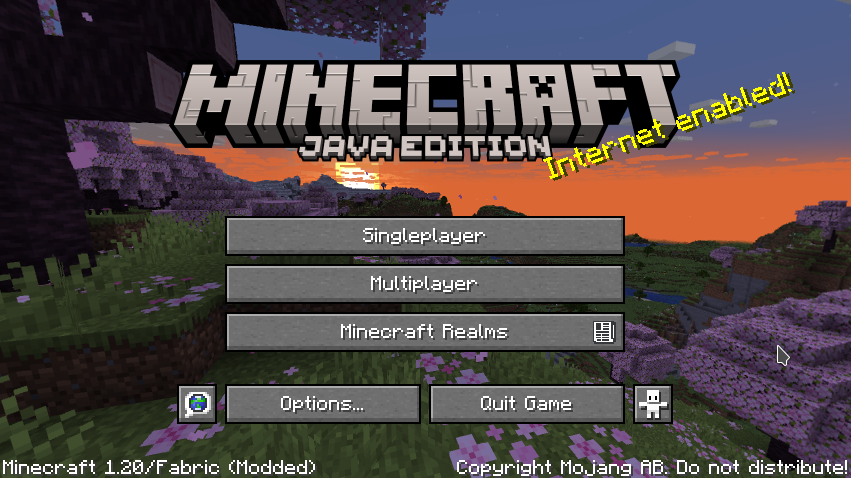 MINECRAFT
JAVA EDITION
Internet enabled!
Singleplayer
Multiplayer
Minecraft Realms
Options...
Quit Game
Minecraft 1.20/Fabric (Modded)
Copyright Mojang AB. Do not distribute!